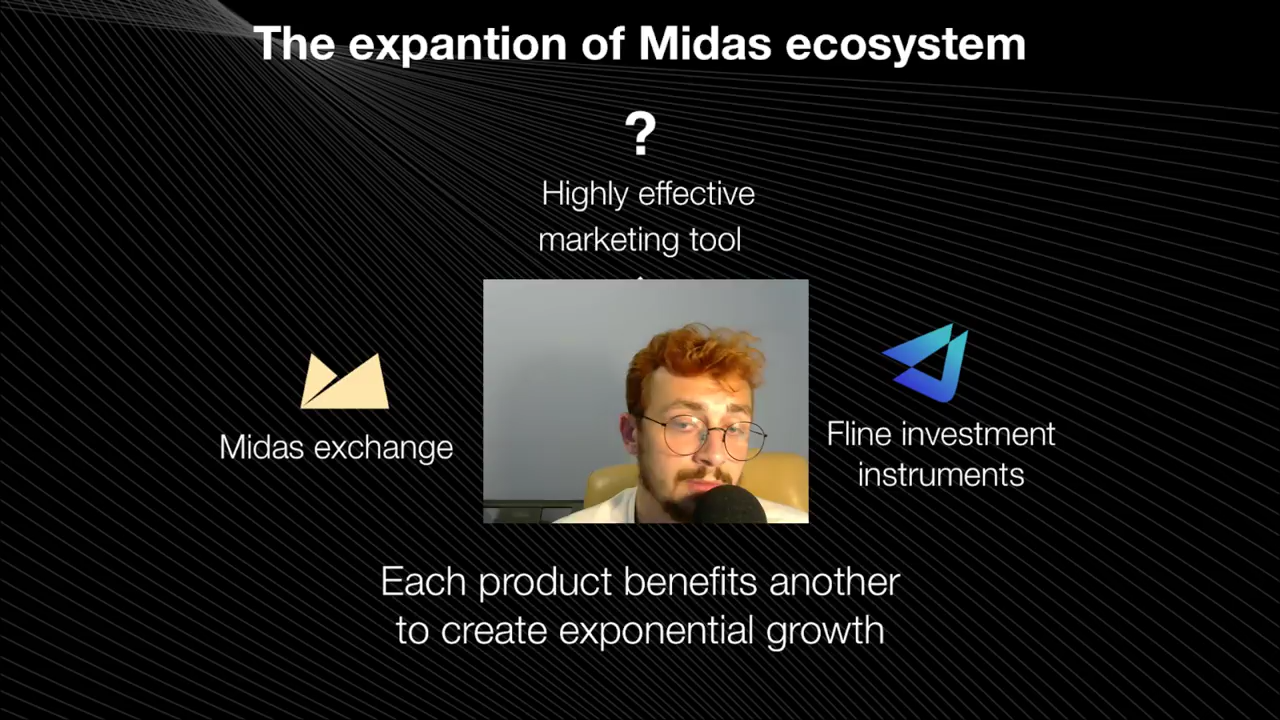 The expantion of Midas ecosystem
?
Highly effective
marketing tool
Midas exchange
Fline investment
instruments
Each product benefits another
to create exponential growth